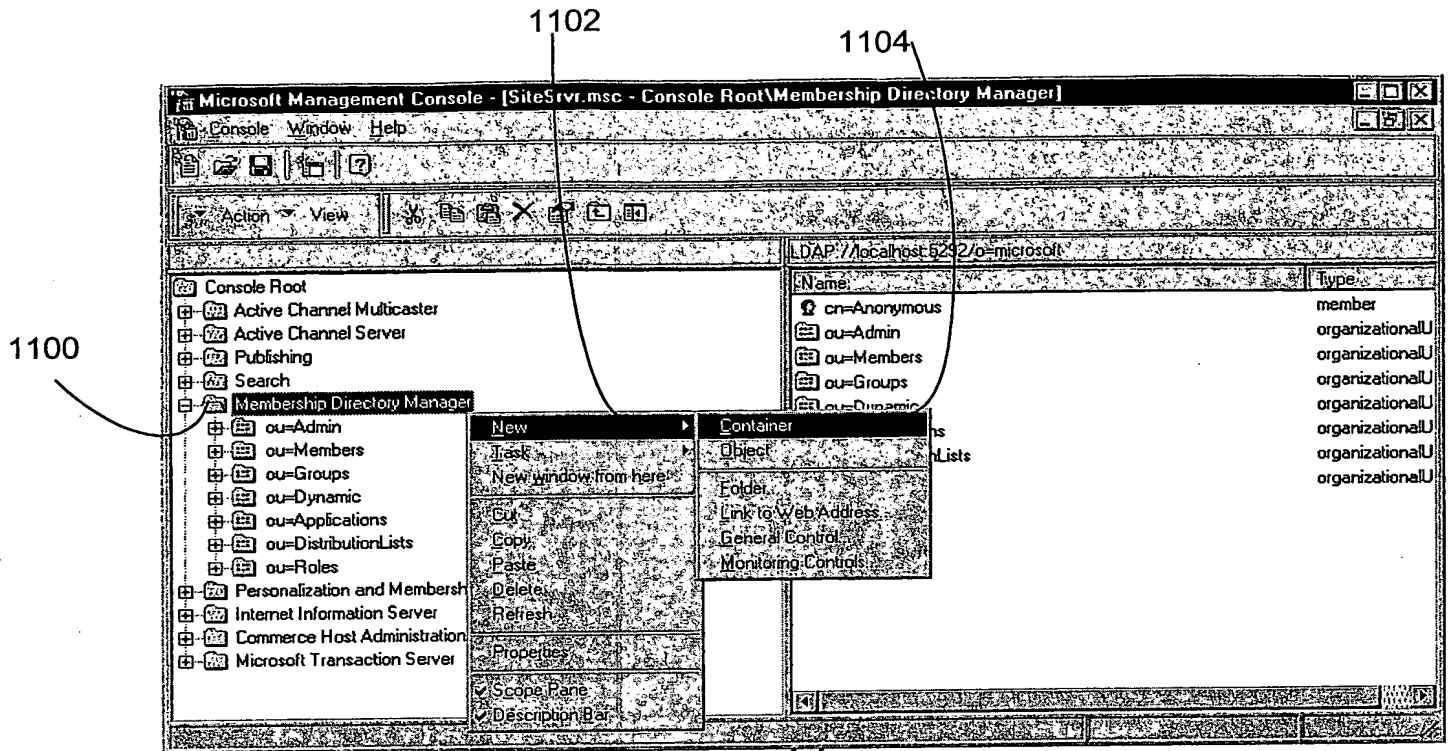 1102
1104
Microsoft Management Console - [SiteSrvr.msc - Console Root\Membership Directory Manager]
Console Window Help
Action View
LDAP://localhost:5292/o=microsoft
Name Type
1100
Console Root
Active Channel Multicaster
Active Channel Server
Publishing
Search
Membership Directory Manager
ou=Admin
ou=Members
ou=Groups
ou=Dynamic
ou=Applications
ou=DistributionLists
ou=Roles
Personalization and Membersh
Internet Information Server
Commerce Host Administration
Microsoft Transaction Server
New
Task
New window from here
Cut
Copy
Paste
Delete
Refresh
Properties
Scope Pane
Description Bar
Container
Object
Folder...
Link to Web Address...
General Control...
Monitoring Controls...
cn=Anonymous member
ou=Admin organizationalU
ou=Members organizationalU
ou=Groups organizationalU
ou=Dynamic organizationalU
ns organizationalU
nLists organizationalU
organizationalU